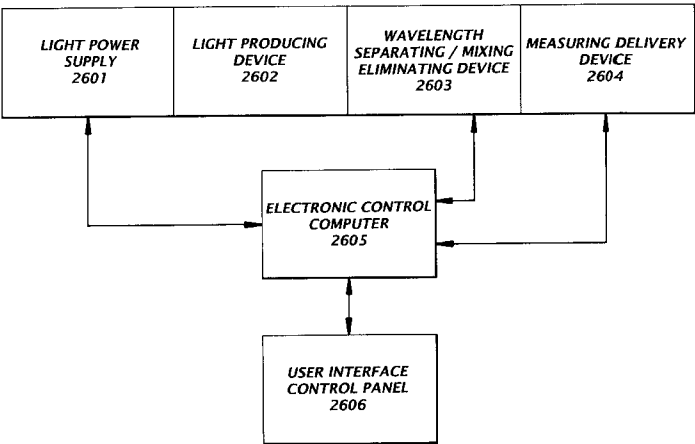 LIGHT POWER
SUPPLY
2601
LIGHT PRODUCING
DEVICE
2602
WAVELENGTH
SEPARATING / MIXING
ELIMINATING DEVICE
2603
MEASURING DELIVERY
DEVICE
2604
ELECTRONIC CONTROL
COMPUTER
2605
USER INTERFACE
CONTROL PANEL
2606